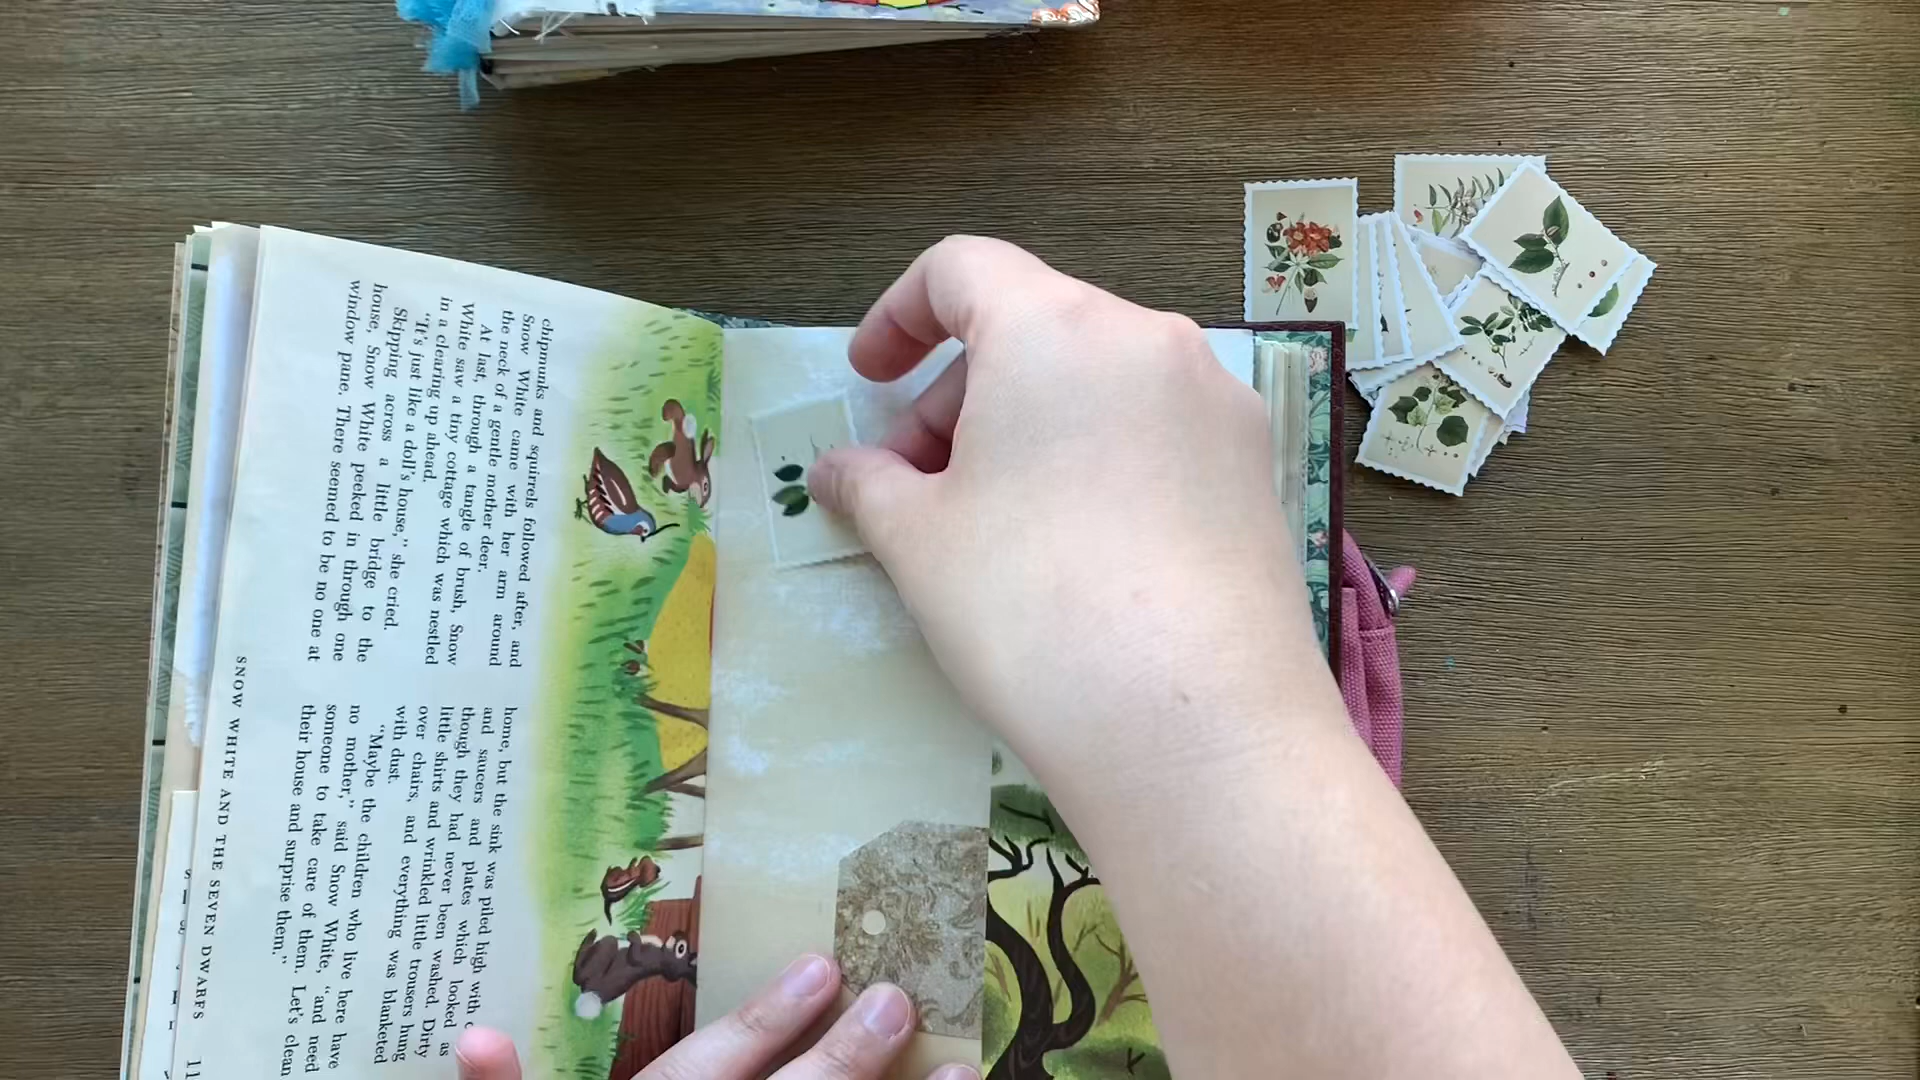 chipmunks and squirrels followed after, and
Snow White came with her arm around
the neck of a gentle mother deer.
At last, through a tangle of brush, Snow
White saw a tiny cottage which was nestled
in a clearing up ahead.
"It's just like a doll's house," she cried.
Skipping across a little bridge to the
house, Snow White peeked in through one
window pane. There seemed to be no one at
home, but the sink was piled high with
and saucers and plates which looked as
though they had never been washed. Dirty
little shirts and wrinkled little trousers hung
over chairs, and everything was blanketed
with dust.
"Maybe the children who live here have
no mother," said Snow White, "and need
someone to take care of them. Let's clean
their house and surprise them."
SNOW WHITE AND THE SEVEN DWARFS 11